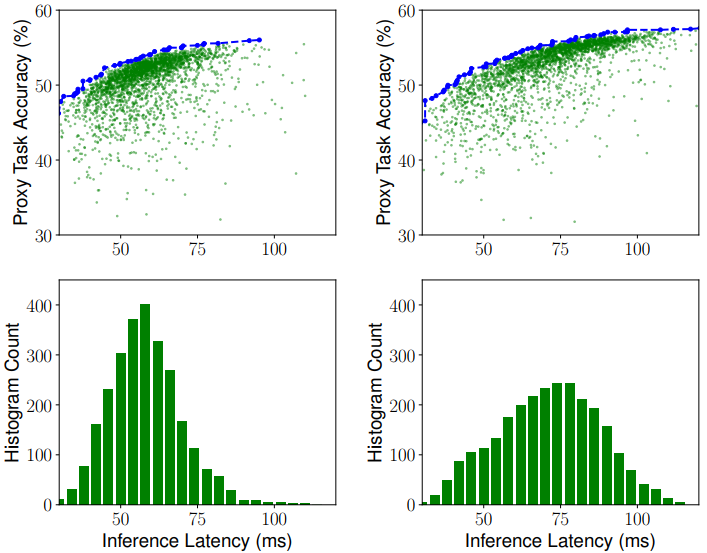 60
50
40
30
Proxy Task Accuracy (%)
50 75 100
60
50
40
30
Proxy Task Accuracy (%)
50 75 100
400
300
200
100
0
Histogram Count
50 75 100
Inference Latency (ms)
400
300
200
100
0
Histogram Count
50 75 100
Inference Latency (ms)